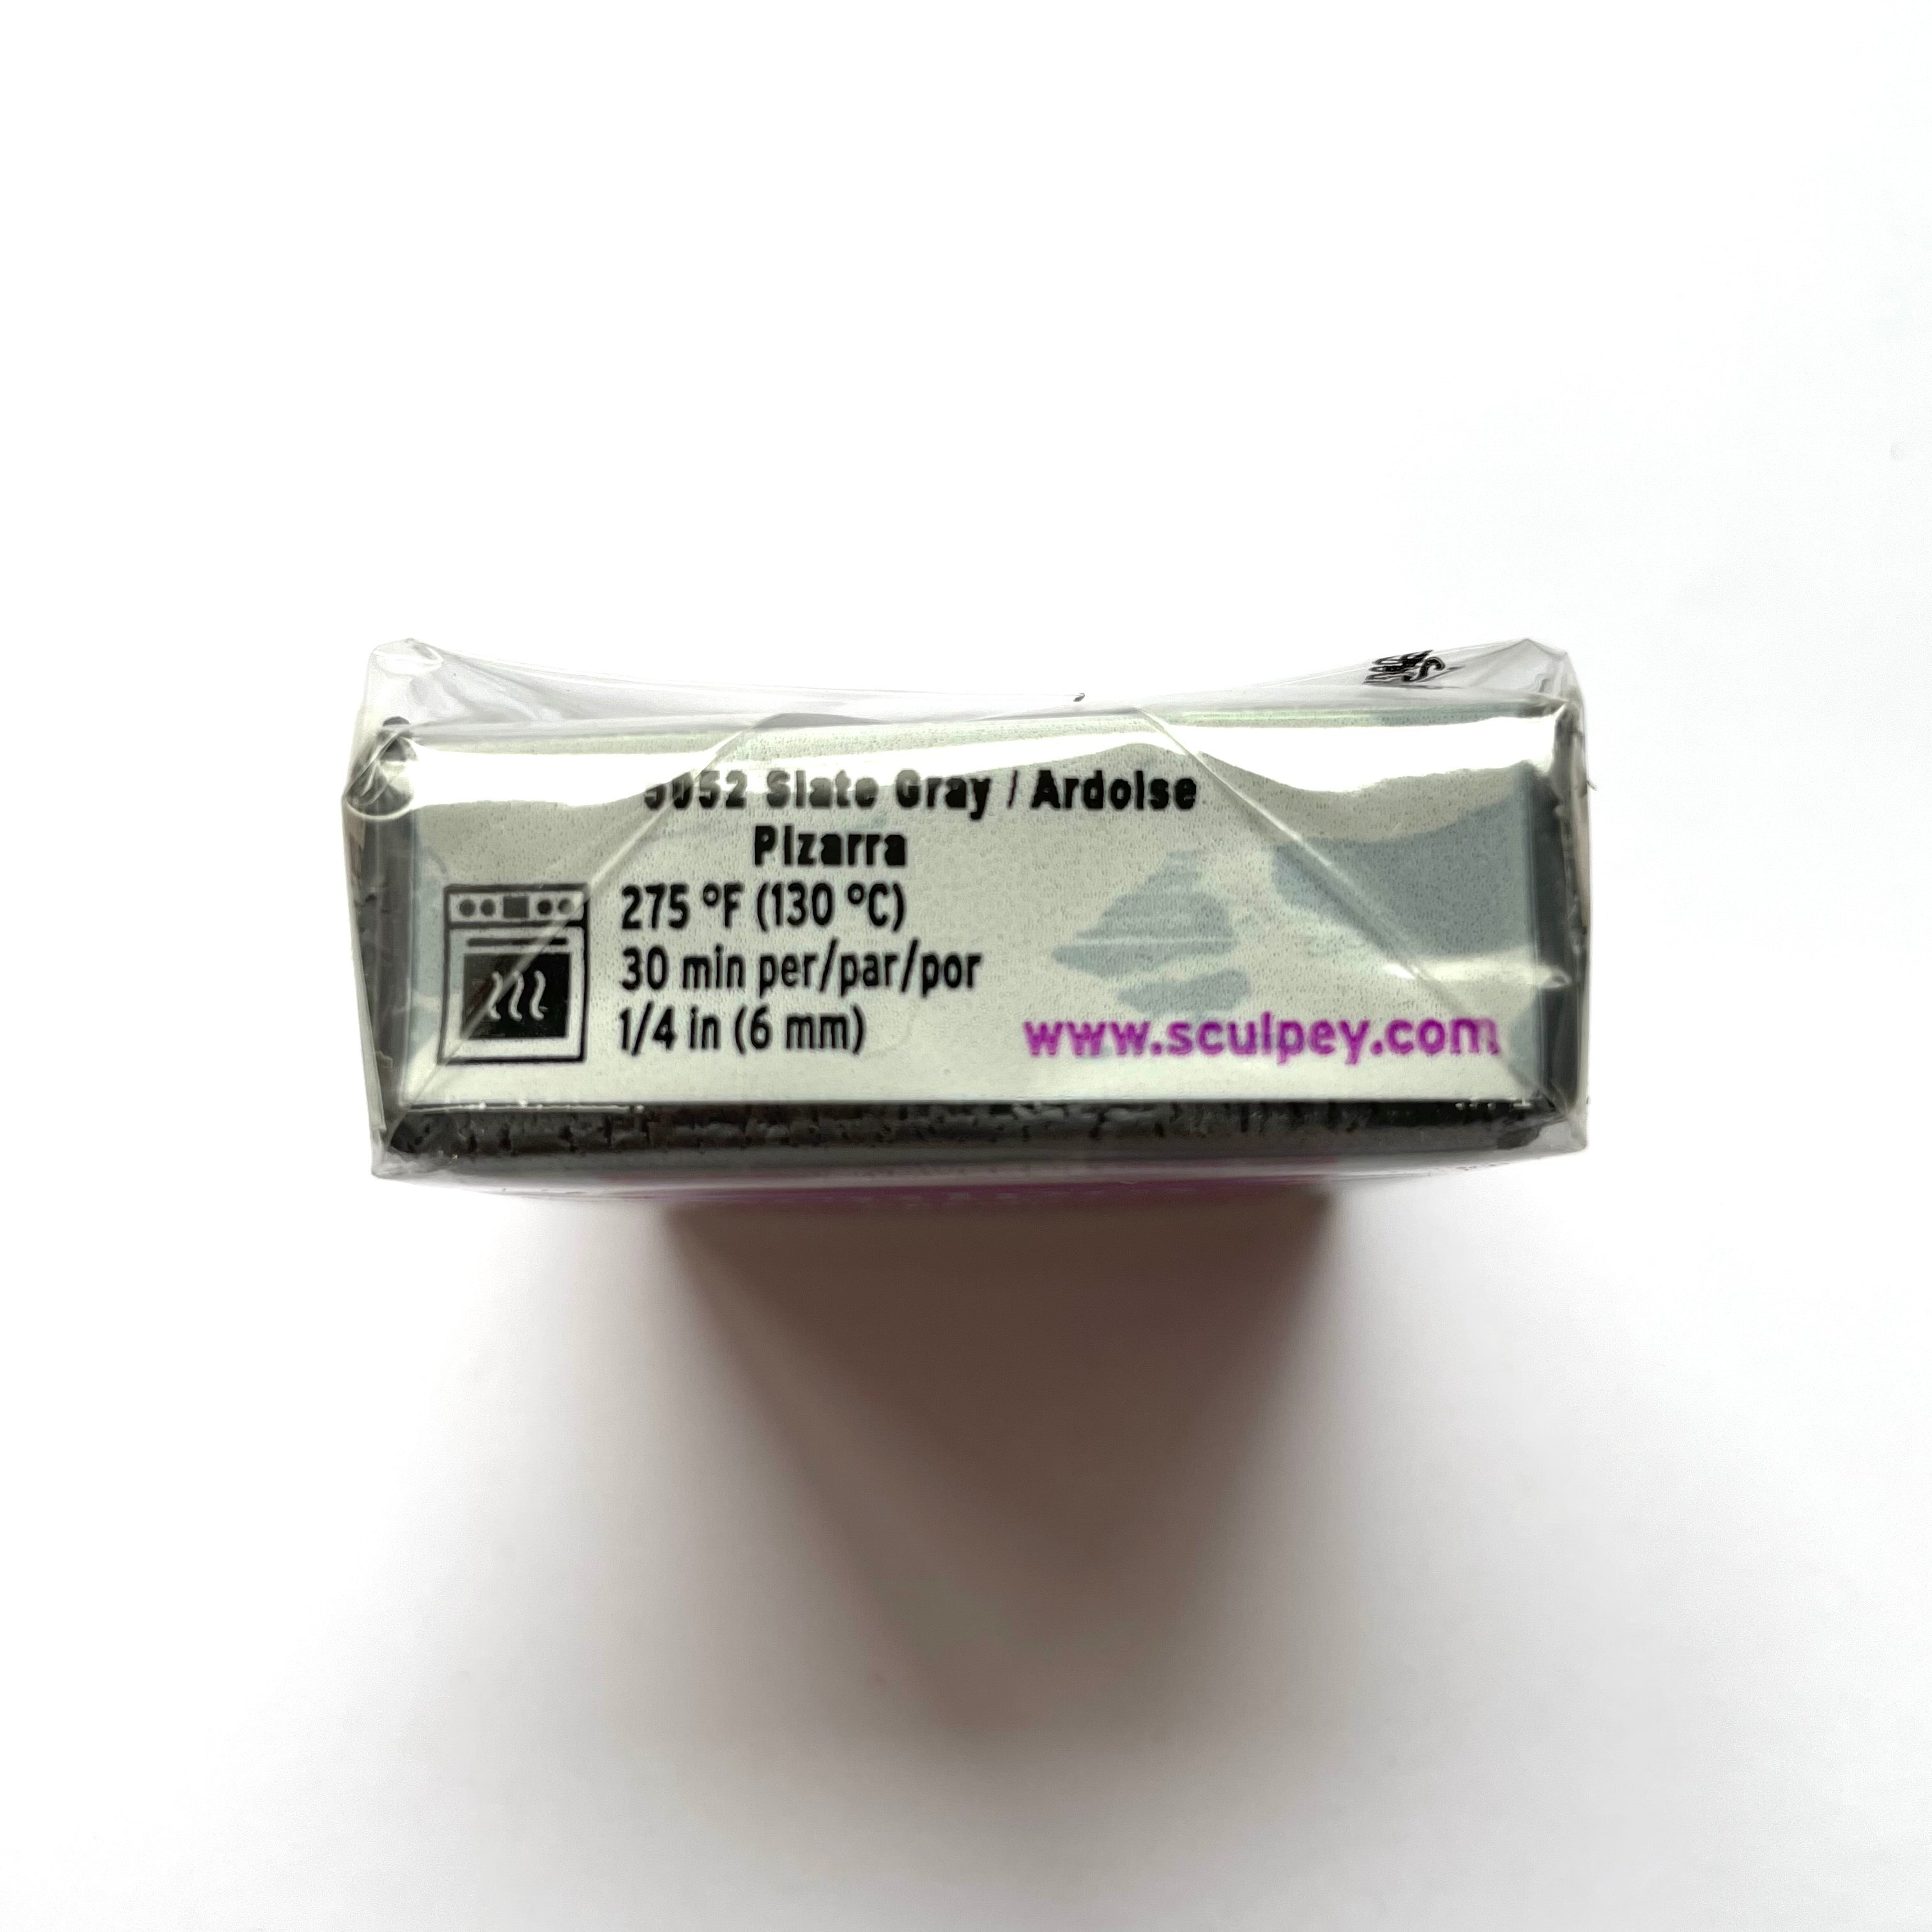 5052 Slate Gray / Ardoise
Pizarra
275 °F (130 °C)
30 min per/par/por
1/4 in (6 mm)
www.sculpey.com